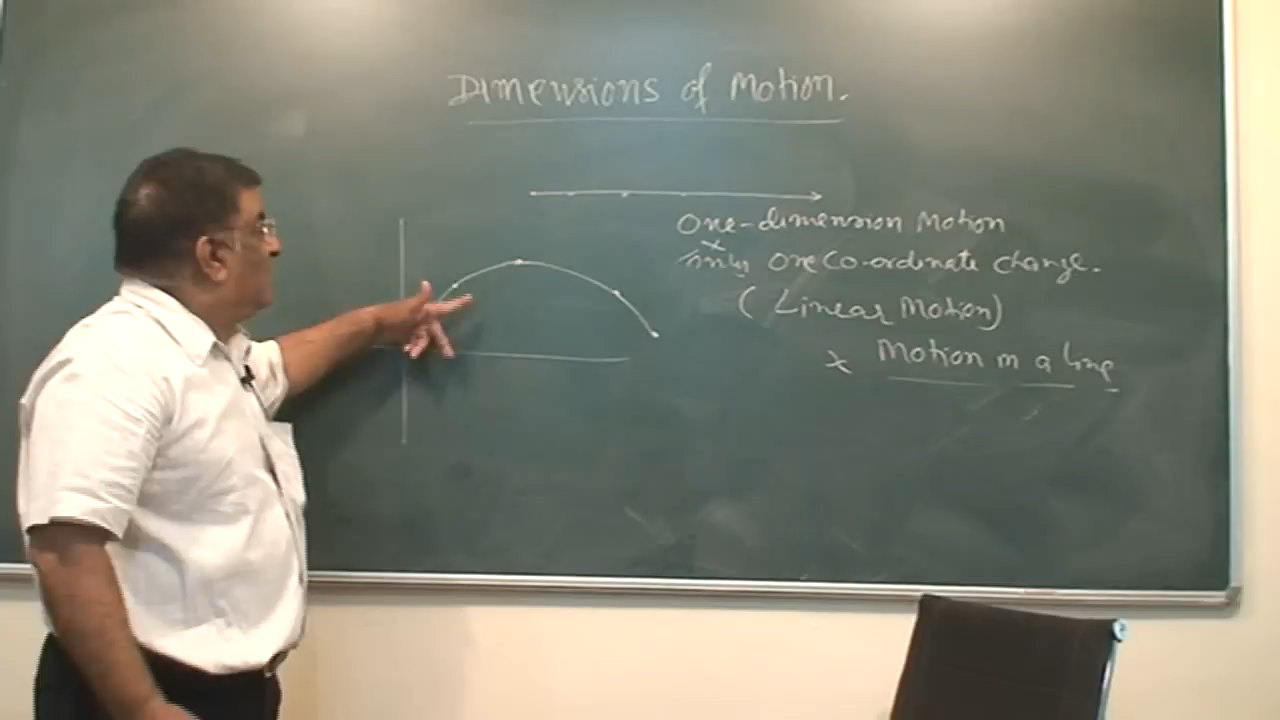 Dimensions of Motion.
One-dimension Motion
only one co-ordinate change.
(Linear Motion)
x Motion in a line